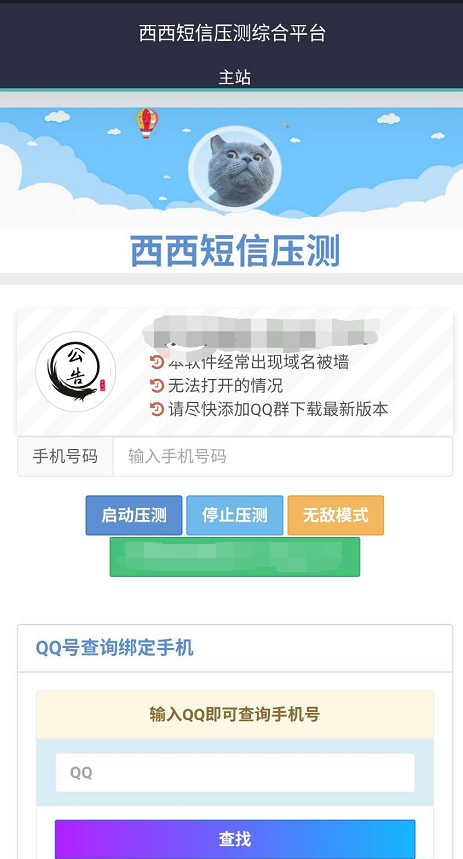 西西短信压测综合平台
主站
西西短信压测
公告
本软件经常出现域名被墙
无法打开的情况
请尽快添加QQ群下载最新版本
手机号码 输入手机号码
启动压测 停止压测 无敌模式
QQ号查询绑定手机
输入QQ即可查询手机号
QQ
查找